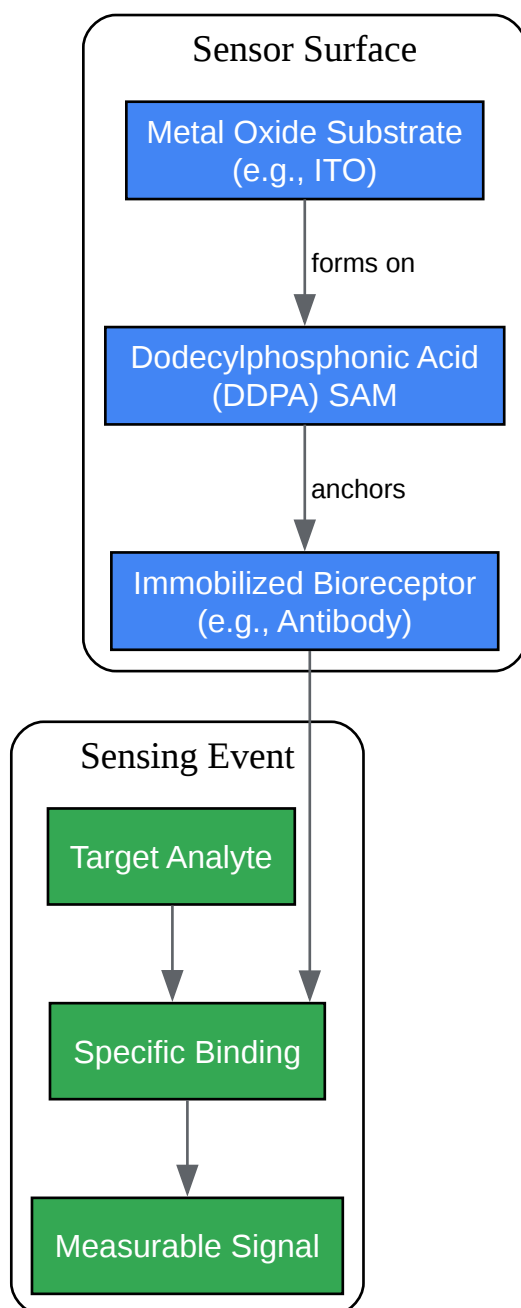 Sensor Surface
Metal Oxide Substrate
(e.g., ITO)
forms on
Dodecylphosphonic Acid
(DDPA) SAM
anchors
Immobilized Bioreceptor
(e.g., Antibody)
Sensing Event
Target Analyte
Specific Binding
Measurable Signal